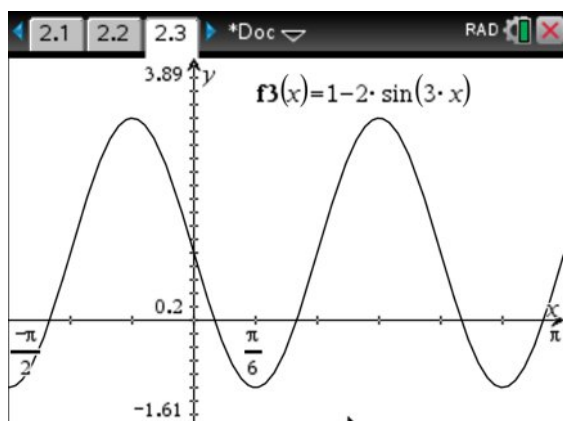 2.1 2.2 2.3 *Doc RAD
3.89 y
f3(x)=1-2· sin(3· x)
0.2
x
-π/2
π/6
π
-1.61